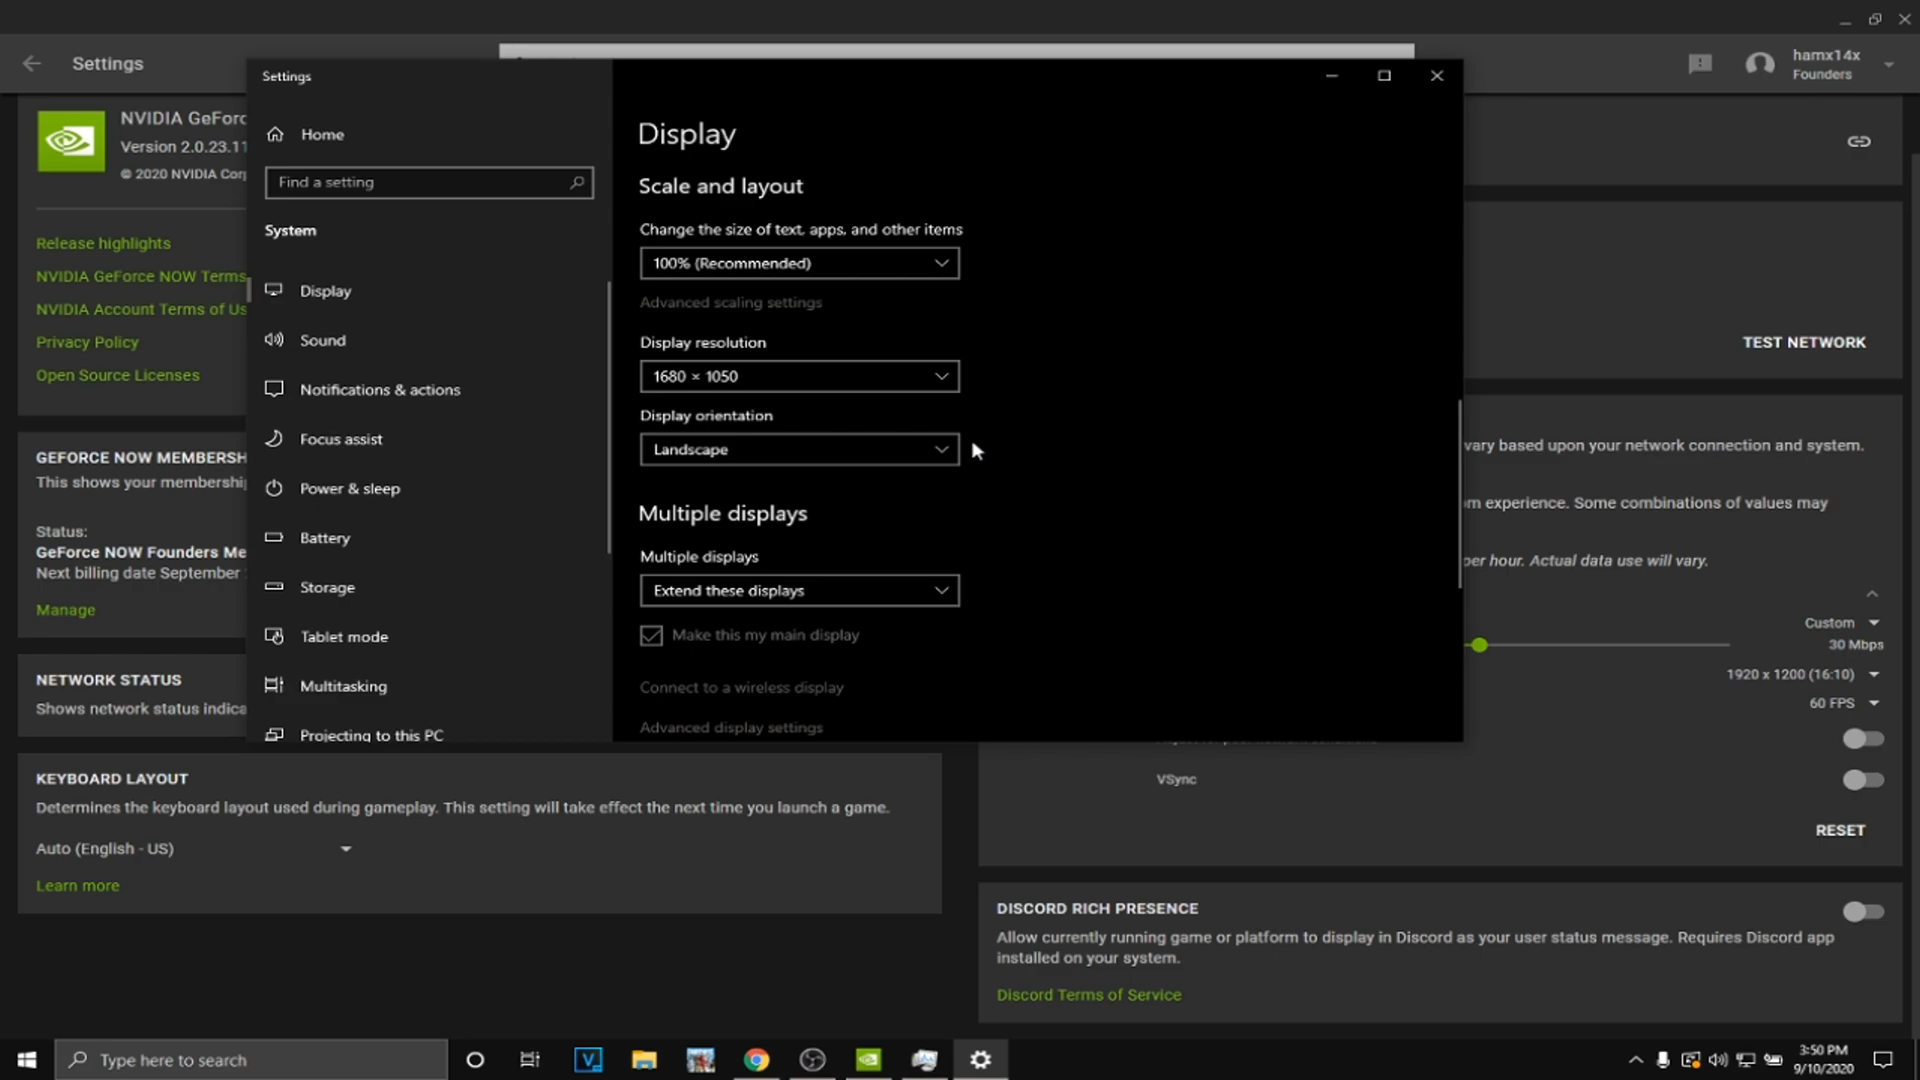 Settings
hamx14x
Founders
NVIDIA GeForc
Version 2.0.23.11
© 2020 NVIDIA Corp
Release highlights
NVIDIA GeForce NOW Terms
NVIDIA Account Terms of Us
Privacy Policy
Open Source Licenses
GEFORCE NOW MEMBERSH
This shows your membership
Status:
GeForce NOW Founders Me
Next billing date September
Manage
NETWORK STATUS
Shows network status indica
KEYBOARD LAYOUT
Determines the keyboard layout used during gameplay. This setting will take effect the next time you launch a game.
Auto (English - US)
Learn more
Settings
Home
Find a setting
System
Display
Sound
Notifications & actions
Focus assist
Power & sleep
Battery
Storage
Tablet mode
Multitasking
Projecting to this PC
Display
Scale and layout
Change the size of text, apps, and other items
100% (Recommended)
Advanced scaling settings
Display resolution
1680 × 1050
Display orientation
Landscape
Multiple displays
Multiple displays
Extend these displays
Make this my main display
Connect to a wireless display
Advanced display settings
TEST NETWORK
vary based upon your network connection and system.
m experience. Some combinations of values may
per hour. Actual data use will vary.
Custom
30 Mbps
1920 x 1200 (16:10)
60 FPS
VSync
RESET
DISCORD RICH PRESENCE
Allow currently running game or platform to display in Discord as your user status message. Requires Discord app
installed on your system.
Discord Terms of Service
Type here to search
V
3:50 PM
9/10/2020